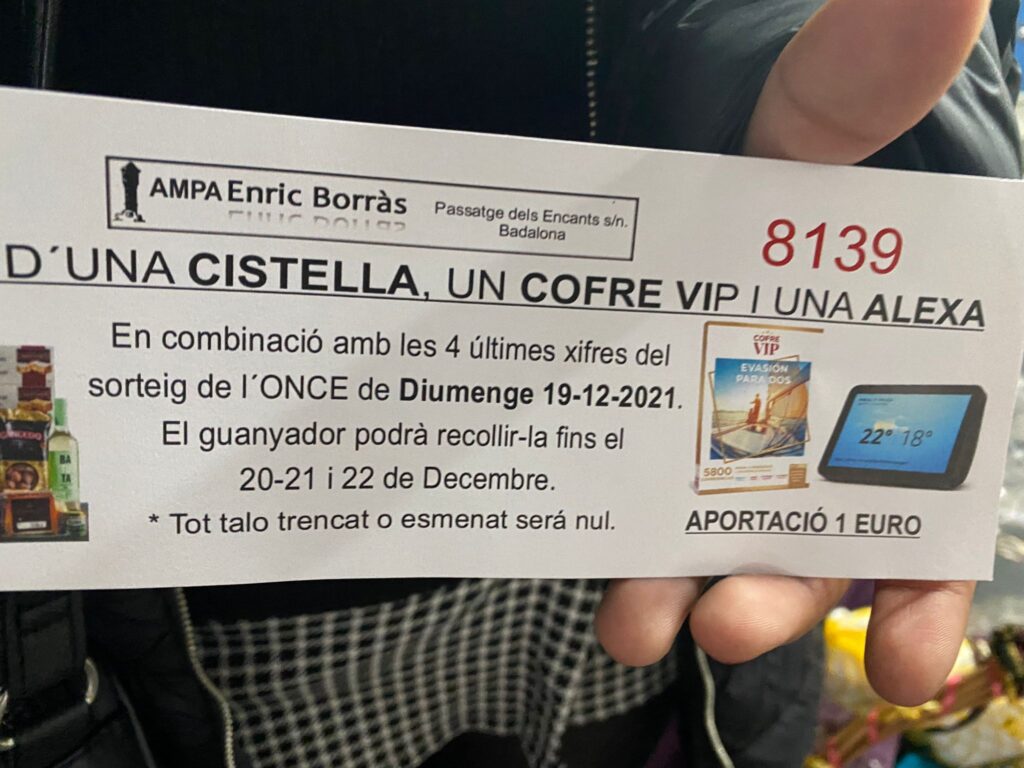 AMPA Enric Borràs
Passatge dels Encants s/n.
Badalona
8139
D´UNA CISTELLA, UN COFRE VIP I UNA ALEXA
En combinació amb les 4 últimes xifres del
sorteig de l´ONCE de Diumenge 19-12-2021.
El guanyador podrà recollir-la fins el
20-21 i 22 de Decembre.
* Tot talo trencat o esmenat será nul.
COFRE
VIP
EVASIÓN
PARA DOS
5800
22° 18°
APORTACIÓ 1 EURO